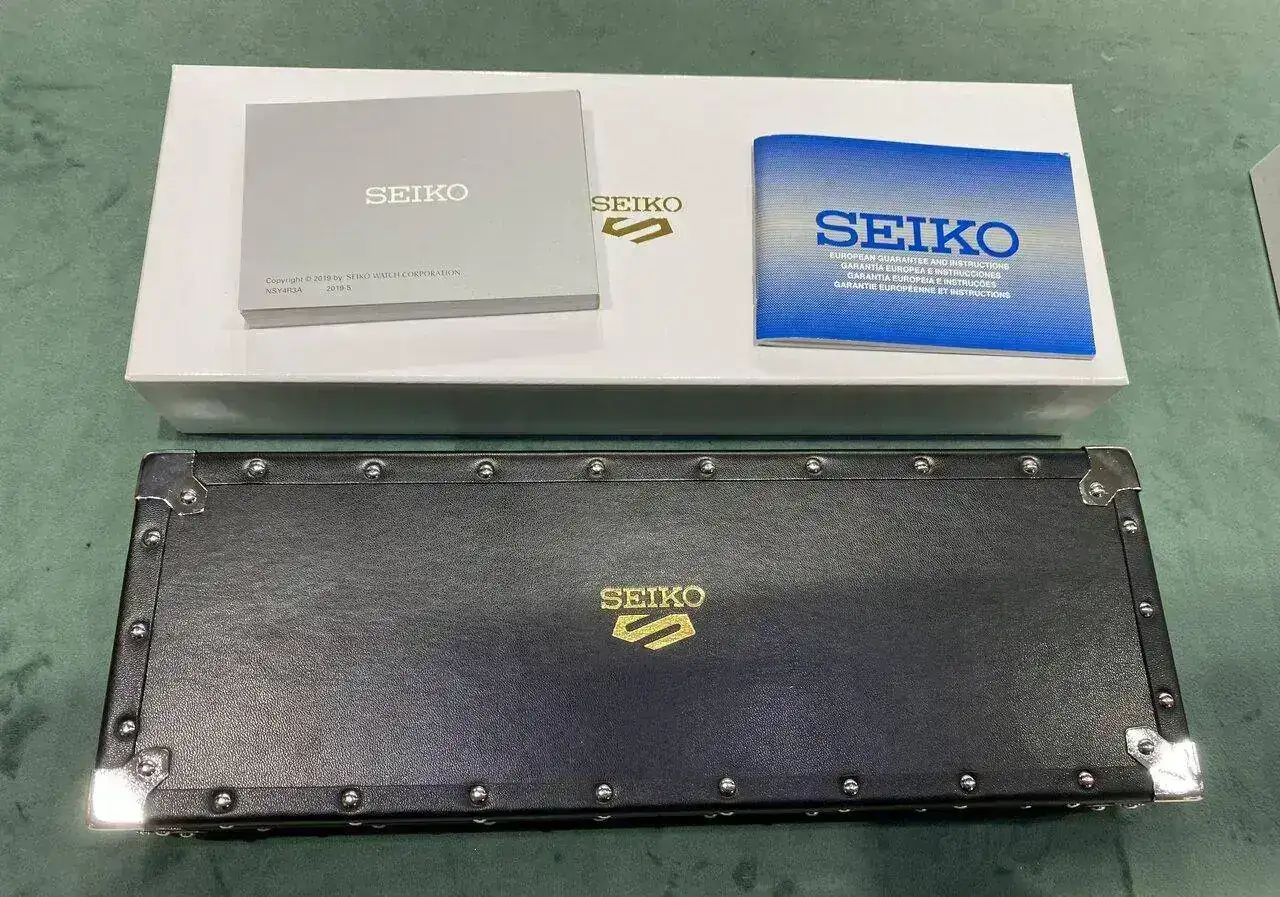 SEIKO
Copyright © 2019 by SEIKO WATCH CORPORATION
NSY4R3A 2019-5
SEIKO
SEIKO
EUROPEAN GUARANTEE AND INSTRUCTIONS
GARANTÍA EUROPEA E INSTRUCCIONES
GARANTIA EUROPEIA E INSTRUÇÕES
GARANTIE EUROPÉENNE ET INSTRUCTIONS
SEIKO